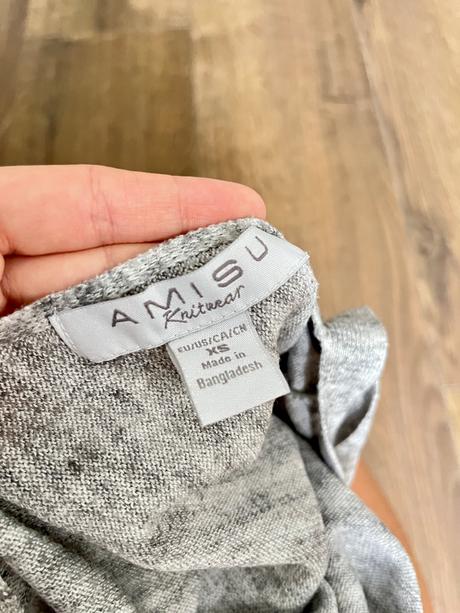 AMISU
Knitwear
EU/US/CA/CN
XS
Made in
Bangladesh